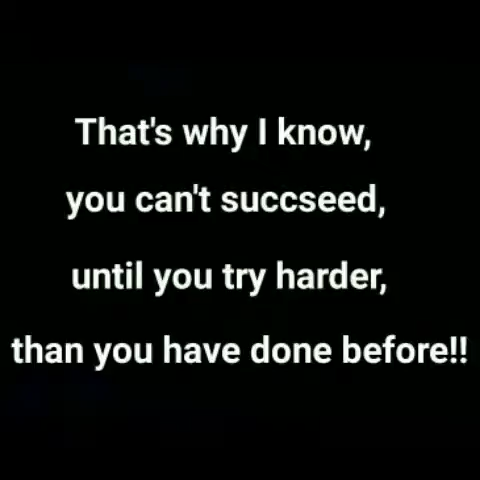 That's why I know,
you can't succseed,
until you try harder,
than you have done before!!